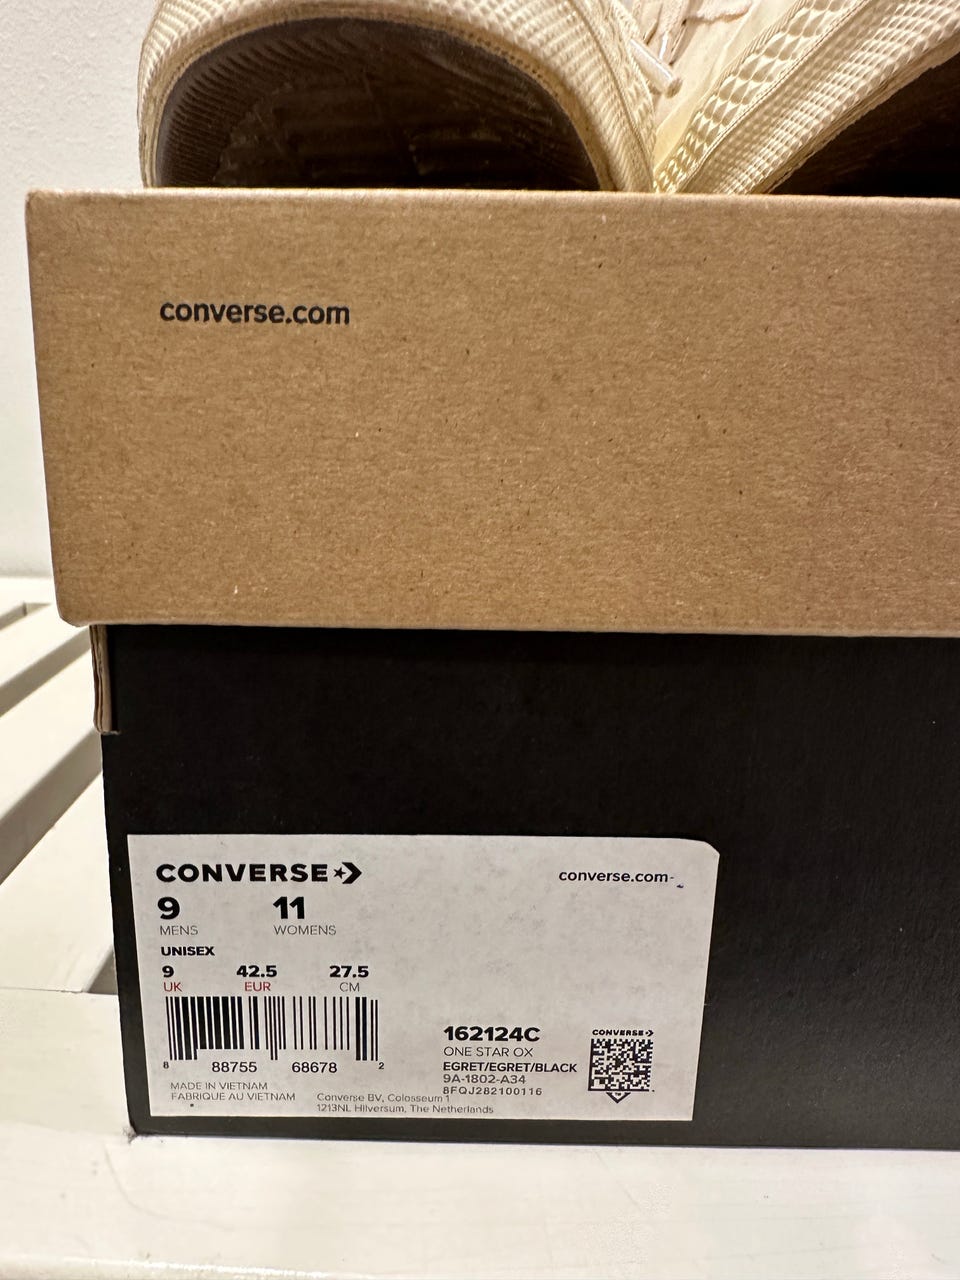 converse.com
CONVERSE
converse.com
9 11
MENS WOMENS
UNISEX
9 42.5 27.5
UK EUR CM
8 88755 68678 2
MADE IN VIETNAM
FABRIQUE AU VIETNAM
Converse BV, Colosseum 1
1213NL Hilversum, The Netherlands
162124C
ONE STAR OX
EGRET/EGRET/BLACK
9A-1802-A34
8FQJ282100116
CONVERSE